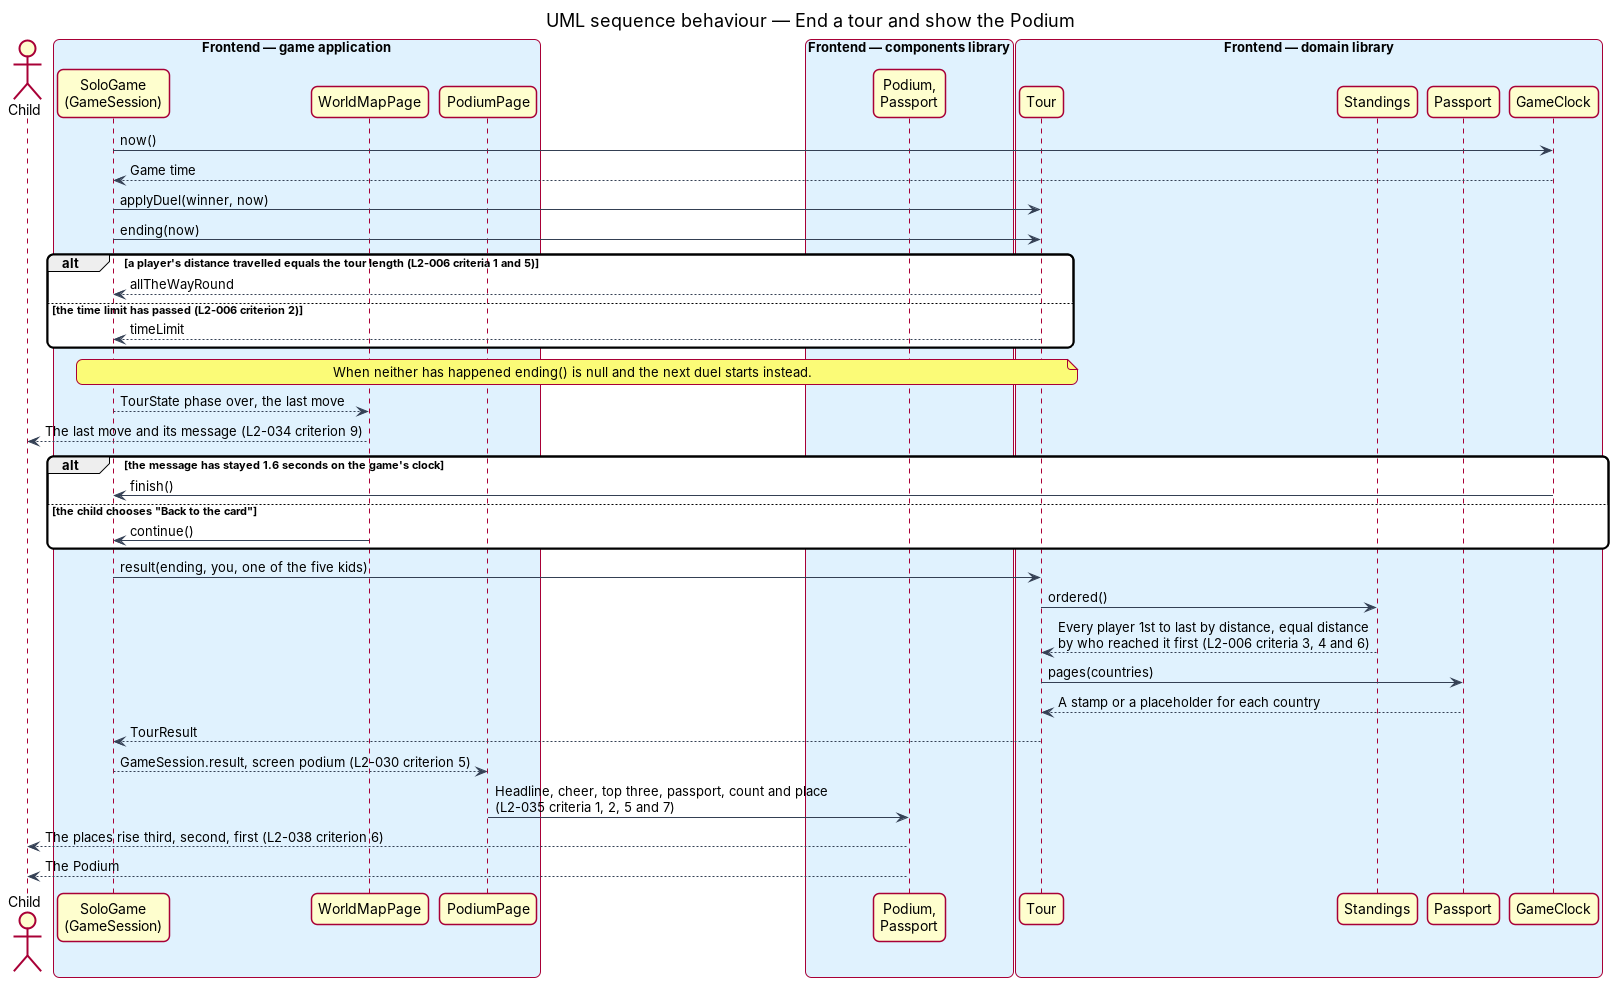 UML sequence behaviour — End a tour and show the Podium
Frontend — game application
Frontend — components library
Frontend — domain library
Child
SoloGame
(GameSession)
WorldMapPage
PodiumPage
Podium,
Passport
Tour
Standings
Passport
GameClock
now()
Game time
applyDuel(winner, now)
ending(now)
alt
[a player's distance travelled equals the tour length (L2-006 criteria 1 and 5)]
allTheWayRound
[the time limit has passed (L2-006 criterion 2)]
timeLimit
When neither has happened ending() is null and the next duel starts instead.
TourState phase over, the last move
The last move and its message (L2-034 criterion 9)
alt
[the message has stayed 1.6 seconds on the game's clock]
finish()
[the child chooses "Back to the card"]
continue()
result(ending, you, one of the five kids)
ordered()
Every player 1st to last by distance, equal distance
by who reached it first (L2-006 criteria 3, 4 and 6)
pages(countries)
A stamp or a placeholder for each country
TourResult
GameSession.result, screen podium (L2-030 criterion 5)
Headline, cheer, top three, passport, count and place
(L2-035 criteria 1, 2, 5 and 7)
The places rise third, second, first (L2-038 criterion 6)
The Podium
Child
SoloGame
(GameSession)
WorldMapPage
PodiumPage
Podium,
Passport
Tour
Standings
Passport
GameClock